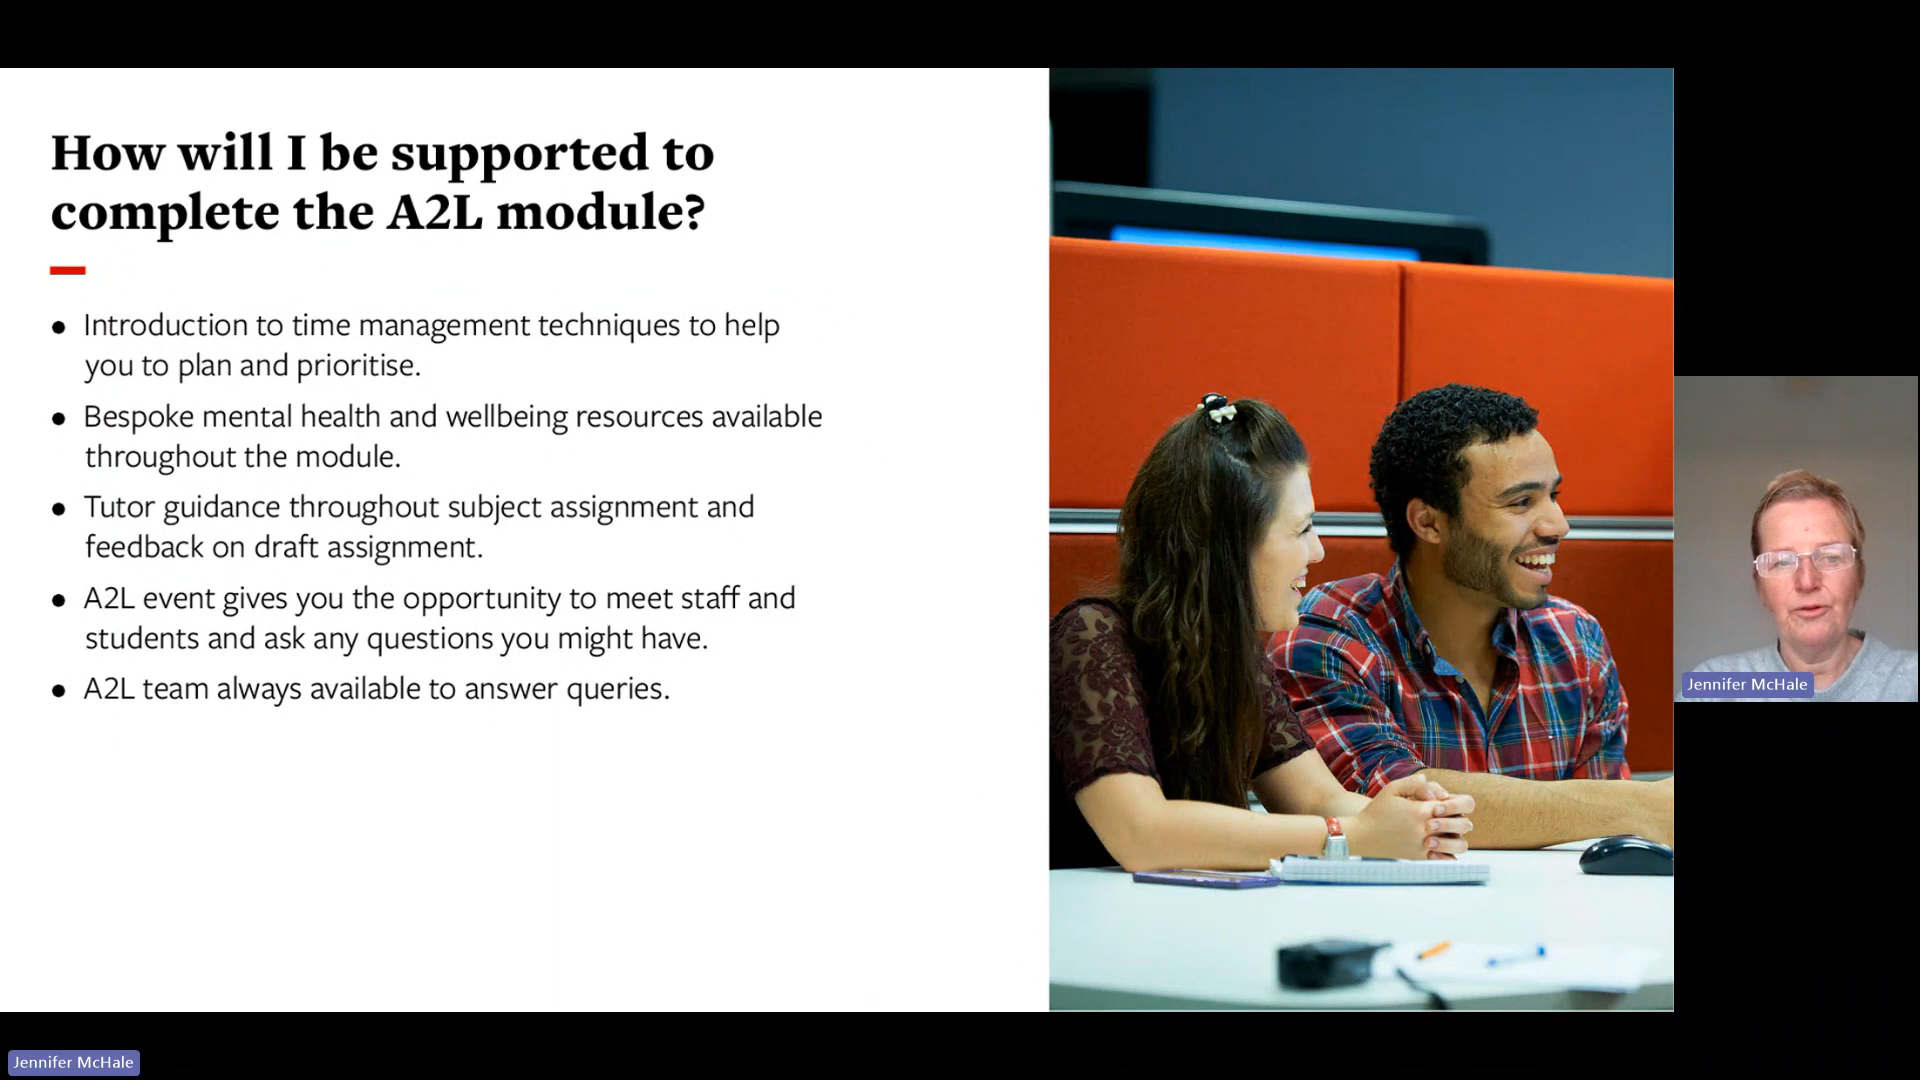 How will I be supported to
complete the A2L module?
● Introduction to time management techniques to help
you to plan and prioritise.
● Bespoke mental health and wellbeing resources available
throughout the module.
● Tutor guidance throughout subject assignment and
feedback on draft assignment.
● A2L event gives you the opportunity to meet staff and
students and ask any questions you might have.
● A2L team always available to answer queries.
Jennifer McHale
Jennifer McHale